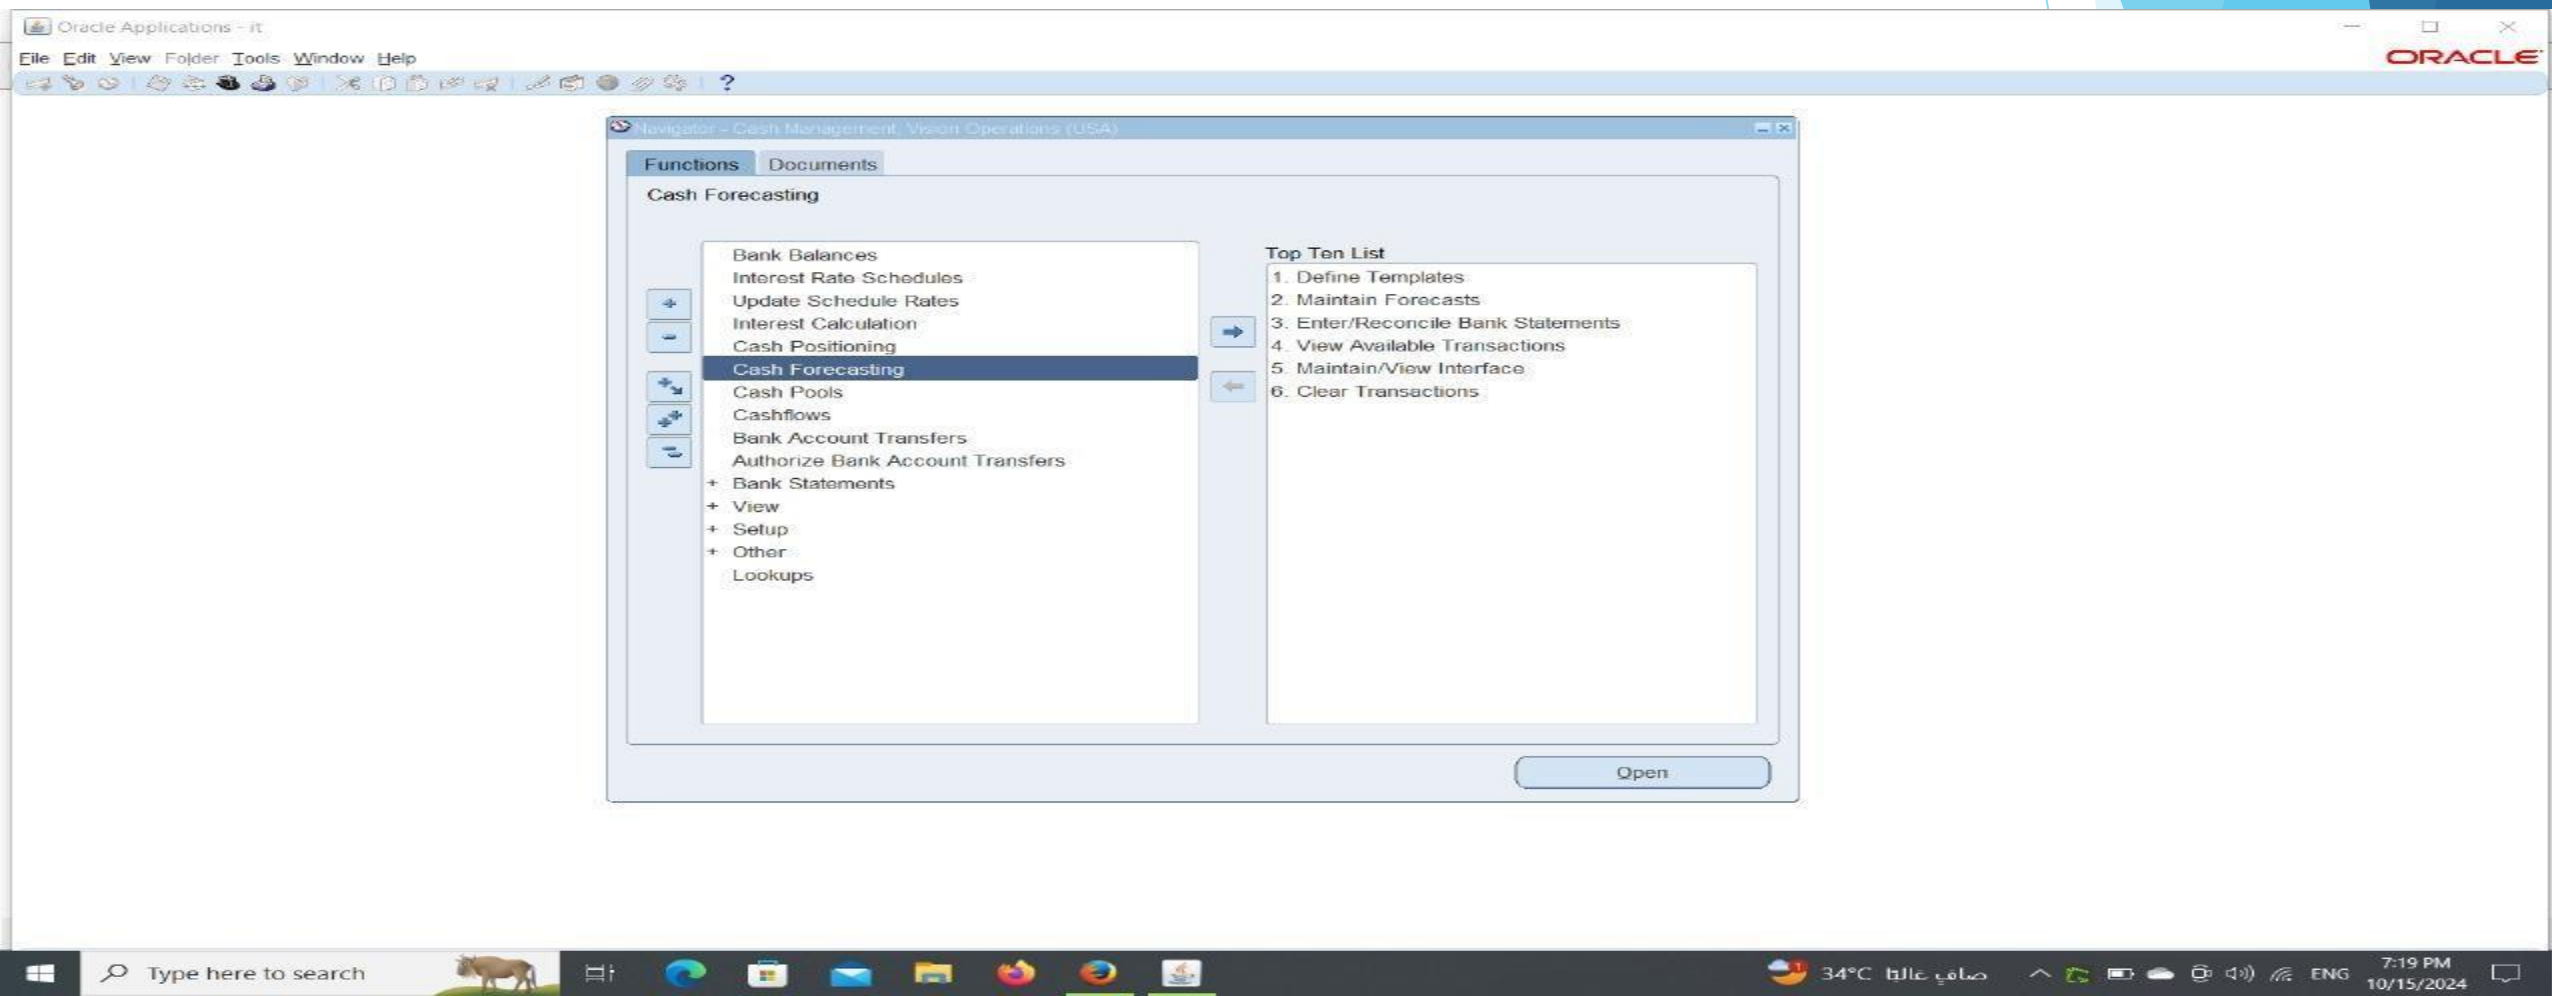 Oracle Applications - it
File Edit View Folder Tools Window Help
ORACLE
?
Navigator - Cash Management, Vision Operations (USA)
Functions Documents
Cash Forecasting
Bank Balances
Interest Rate Schedules
Update Schedule Rates
Interest Calculation
Cash Positioning
Cash Forecasting
Cash Pools
Cashflows
Bank Account Transfers
Authorize Bank Account Transfers
+ Bank Statements
+ View
+ Setup
+ Other
Lookups
Top Ten List
1. Define Templates
2. Maintain Forecasts
3. Enter/Reconcile Bank Statements
4. View Available Transactions
5. Maintain/View Interface
6. Clear Transactions
Open
Type here to search
1
34°C صافي غالبًا
ENG
7:19 PM
10/15/2024